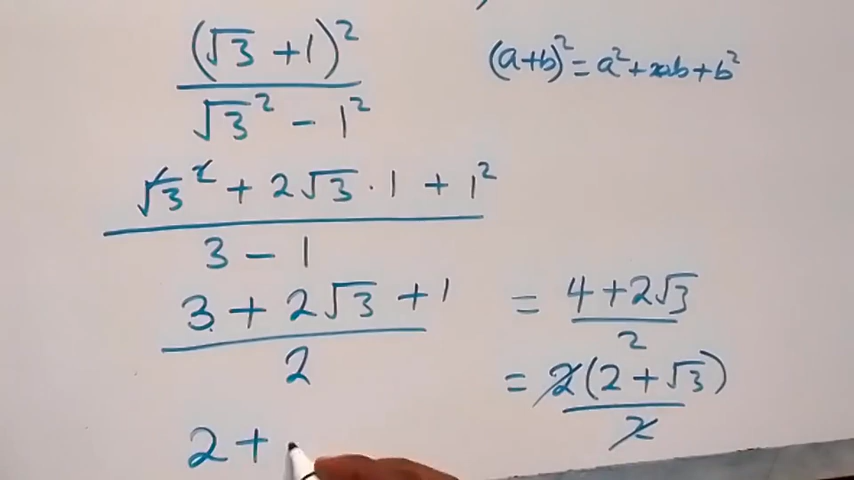 (√3 + 1)²
√3² - 1²
√3² + 2√3 · 1 + 1²
3 - 1
3 + 2√3 + 1
2
2 +
(a+b)² = a² + 2ab + b²
= 4 + 2√3
2
= 2(2 + √3)
2